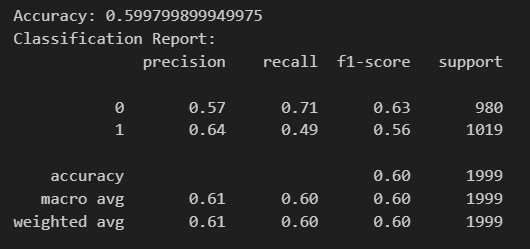 Accuracy: 0.599799899949975
Classification Report:
precision recall f1-score support
0 0.57 0.71 0.63 980
1 0.64 0.49 0.56 1019
accuracy 0.60 1999
macro avg 0.61 0.60 0.60 1999
weighted avg 0.61 0.60 0.60 1999